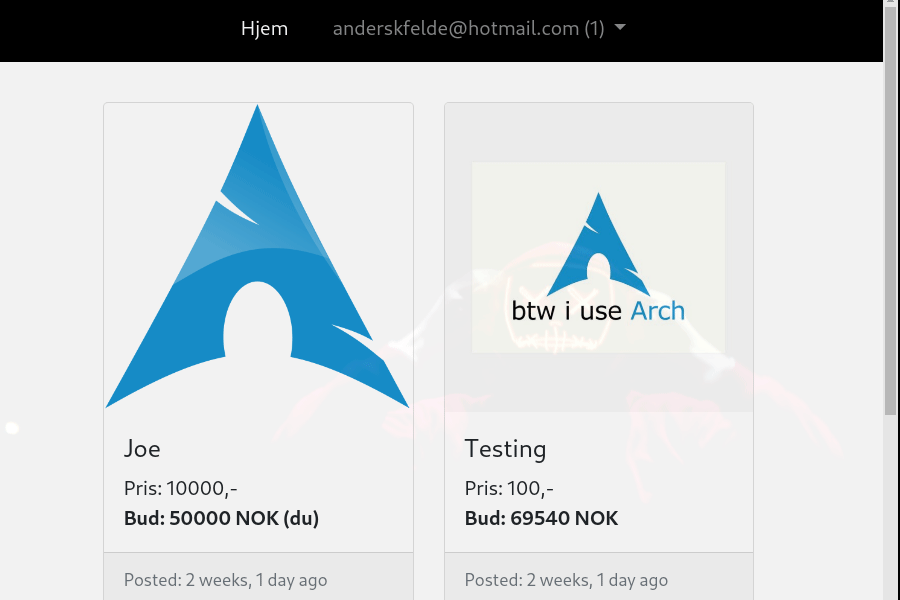 Hjem
anderskfelde@hotmail.com (1)
btw i use Arch
Joe
Pris: 10000,-
Bud: 50000 NOK (du)
Posted: 2 weeks, 1 day ago
Testing
Pris: 100,-
Bud: 69540 NOK
Posted: 2 weeks, 1 day ago